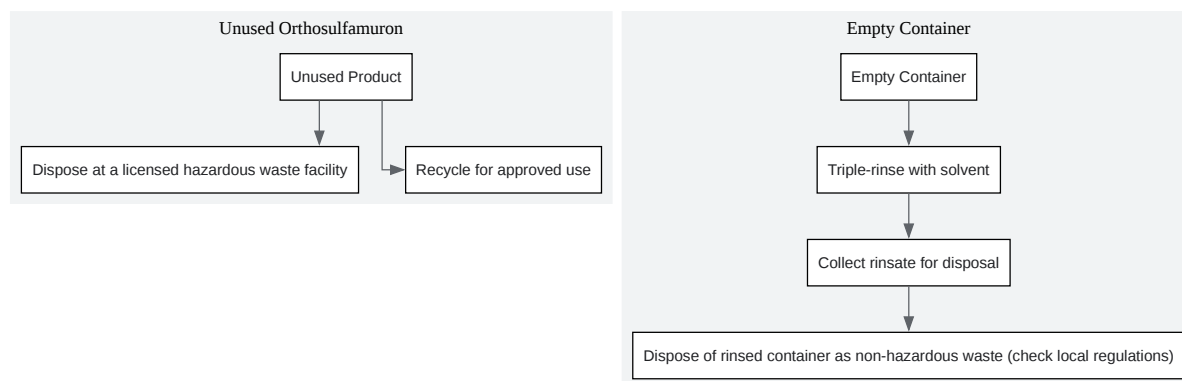 Unused Orthosulfamuron
Unused Product
Dispose at a licensed hazardous waste facility
Recycle for approved use
Empty Container
Empty Container
Triple-rinse with solvent
Collect rinsate for disposal
Dispose of rinsed container as non-hazardous waste (check local regulations)